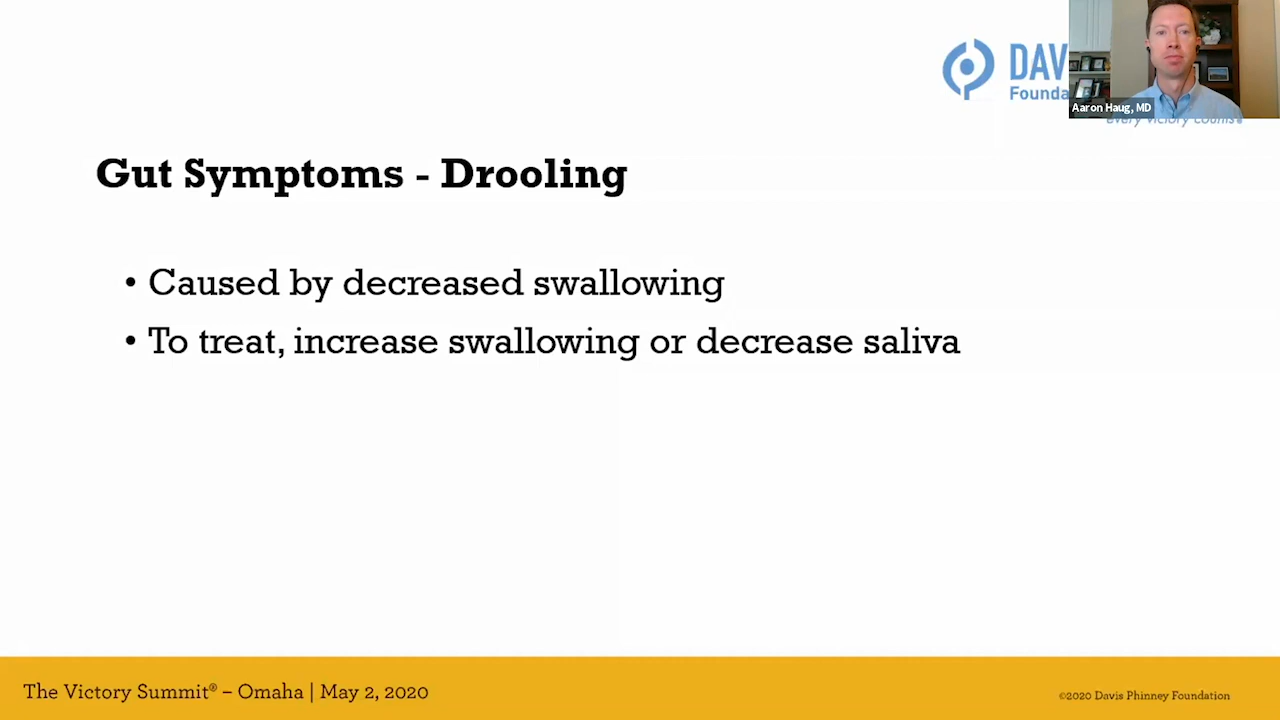 DAV
Founda
Aaron Haug, MD
every victory counts®
Gut Symptoms - Drooling
• Caused by decreased swallowing
• To treat, increase swallowing or decrease saliva
The Victory Summit® – Omaha | May 2, 2020
©2020 Davis Phinney Foundation